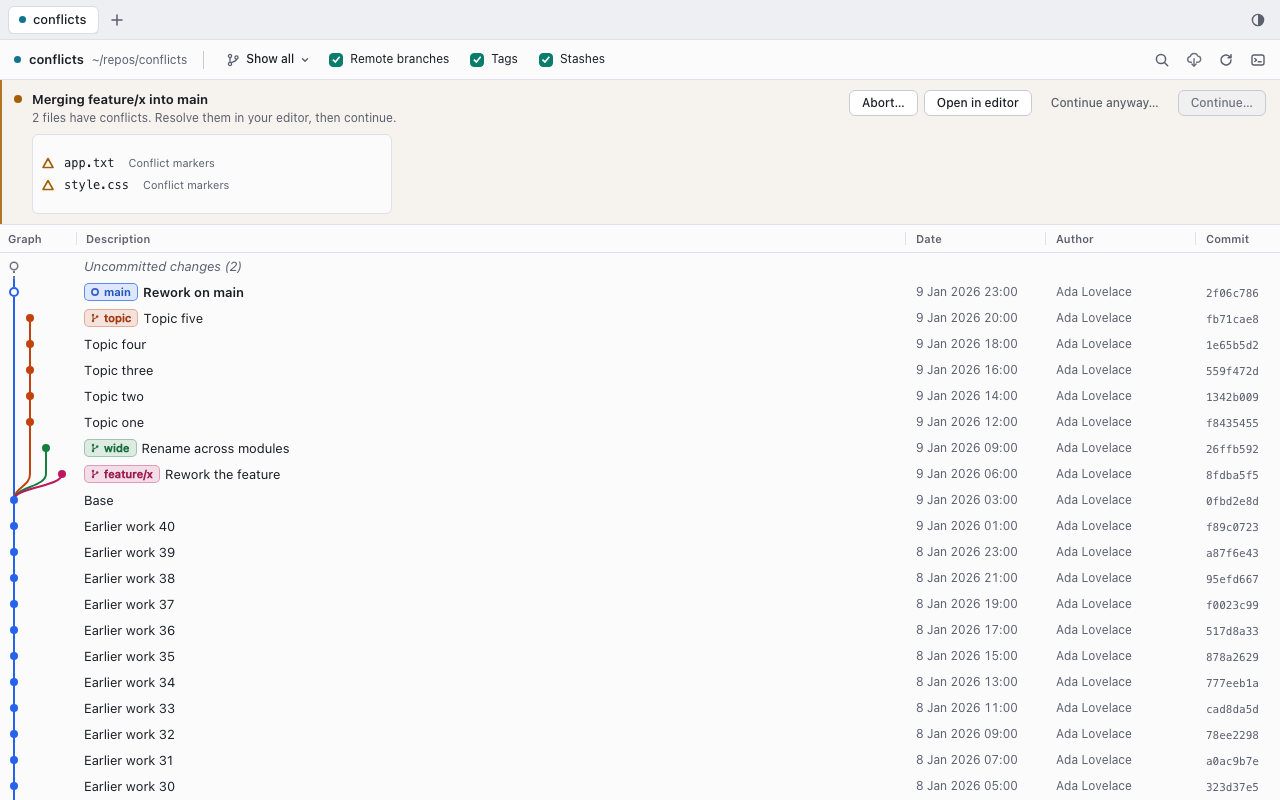 conflicts
conflicts ~/repos/conflicts Show all Remote branches Tags Stashes
Merging feature/x into main
2 files have conflicts. Resolve them in your editor, then continue.
Abort... Open in editor Continue anyway... Continue...
app.txt Conflict markers
style.css Conflict markers
Graph Description Date Author Commit
Uncommitted changes (2)
main Rework on main 9 Jan 2026 23:00 Ada Lovelace 2f06c786
topic Topic five 9 Jan 2026 20:00 Ada Lovelace fb71cae8
Topic four 9 Jan 2026 18:00 Ada Lovelace 1e65b5d2
Topic three 9 Jan 2026 16:00 Ada Lovelace 559f472d
Topic two 9 Jan 2026 14:00 Ada Lovelace 1342b009
Topic one 9 Jan 2026 12:00 Ada Lovelace f8435455
wide Rename across modules 9 Jan 2026 09:00 Ada Lovelace 26ffb592
feature/x Rework the feature 9 Jan 2026 06:00 Ada Lovelace 8fdba5f5
Base 9 Jan 2026 03:00 Ada Lovelace 0fbd2e8d
Earlier work 40 9 Jan 2026 01:00 Ada Lovelace f89c0723
Earlier work 39 8 Jan 2026 23:00 Ada Lovelace a87f6e43
Earlier work 38 8 Jan 2026 21:00 Ada Lovelace 95efd667
Earlier work 37 8 Jan 2026 19:00 Ada Lovelace f0023c99
Earlier work 36 8 Jan 2026 17:00 Ada Lovelace 517d8a33
Earlier work 35 8 Jan 2026 15:00 Ada Lovelace 878a2629
Earlier work 34 8 Jan 2026 13:00 Ada Lovelace 777eeb1a
Earlier work 33 8 Jan 2026 11:00 Ada Lovelace cad8da5d
Earlier work 32 8 Jan 2026 09:00 Ada Lovelace 78ee2298
Earlier work 31 8 Jan 2026 07:00 Ada Lovelace a0ac9b7e
Earlier work 30 8 Jan 2026 05:00 Ada Lovelace 323d37e5